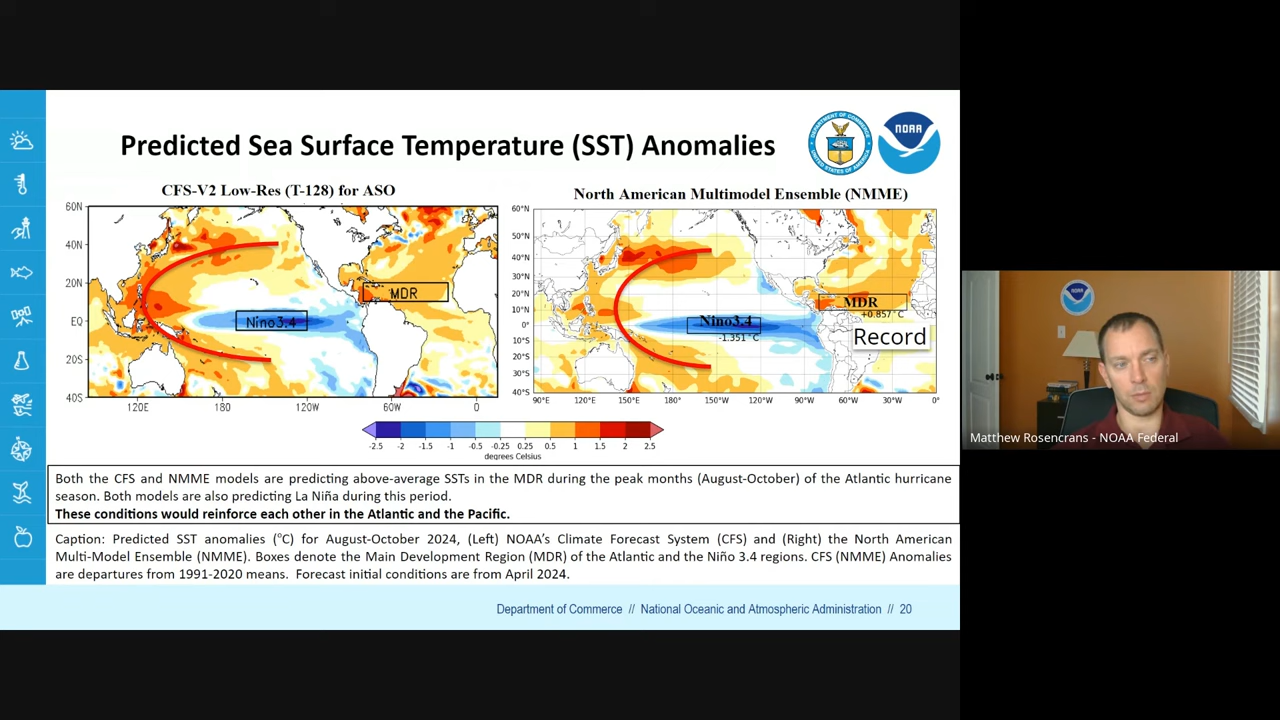 Predicted Sea Surface Temperature (SST) Anomalies
DEPARTMENT OF COMMERCE
UNITED STATES OF AMERICA
NOAA
CFS-V2 Low-Res (T-128) for ASO
60N
40N
20N
EQ
20S
40S
120E 180 120W 60W 0
MDR
Nino3.4
North American Multimodel Ensemble (NMME)
60°N
50°N
40°N
30°N
20°N
10°N
0°
10°S
20°S
30°S
40°S
90°E 120°E 150°E 180° 150°W 120°W 90°W 60°W 30°W 0°
MDR
+0.857°C
Nino3.4
-1.351°C
Record
-2.5 -2 -1.5 -1 -0.5 -0.25 0.25 0.5 1 1.5 2 2.5
degrees Celsius
Both the CFS and NMME models are predicting above-average SSTs in the MDR during the peak months (August-October) of the Atlantic hurricane
season. Both models are also predicting La Niña during this period.
These conditions would reinforce each other in the Atlantic and the Pacific.
Caption: Predicted SST anomalies (°C) for August-October 2024, (Left) NOAA's Climate Forecast System (CFS) and (Right) the North American
Multi-Model Ensemble (NMME). Boxes denote the Main Development Region (MDR) of the Atlantic and the Niño 3.4 regions. CFS (NMME) Anomalies
are departures from 1991-2020 means. Forecast initial conditions are from April 2024.
Department of Commerce // National Oceanic and Atmospheric Administration // 20
NOAA
Matthew Rosencrans - NOAA Federal